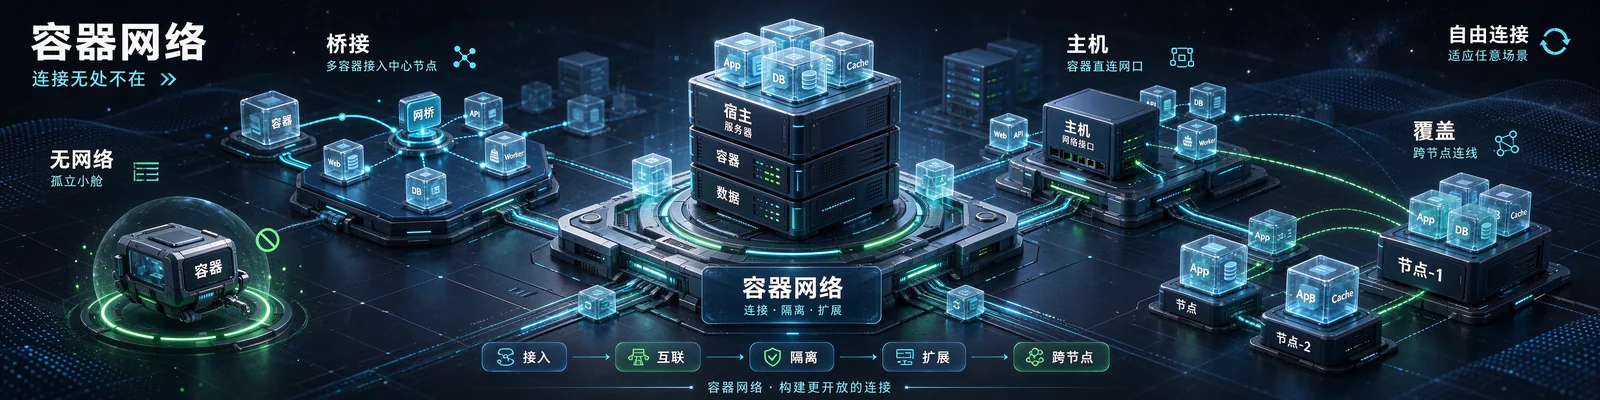 容器网络
连接无处不在
桥接
多容器接入中心节点
主机
容器直连网口
自由连接
适应任意场景
无网络
孤立小舱
覆盖
跨节点连线
容器
容器
网桥
API
Web
Worker
DB
App
DB
Cache
宿主
服务器
容器
数据
Web
API
API
DB
Worker
主机
网络接口
App
App
节点
AppB
Cache
节点-2
App
DB
B
Cache
节点-1
容器网络
连接 · 隔离 · 扩展
接入
互联
隔离
扩展
跨节点
容器网络 · 构建更开放的连接